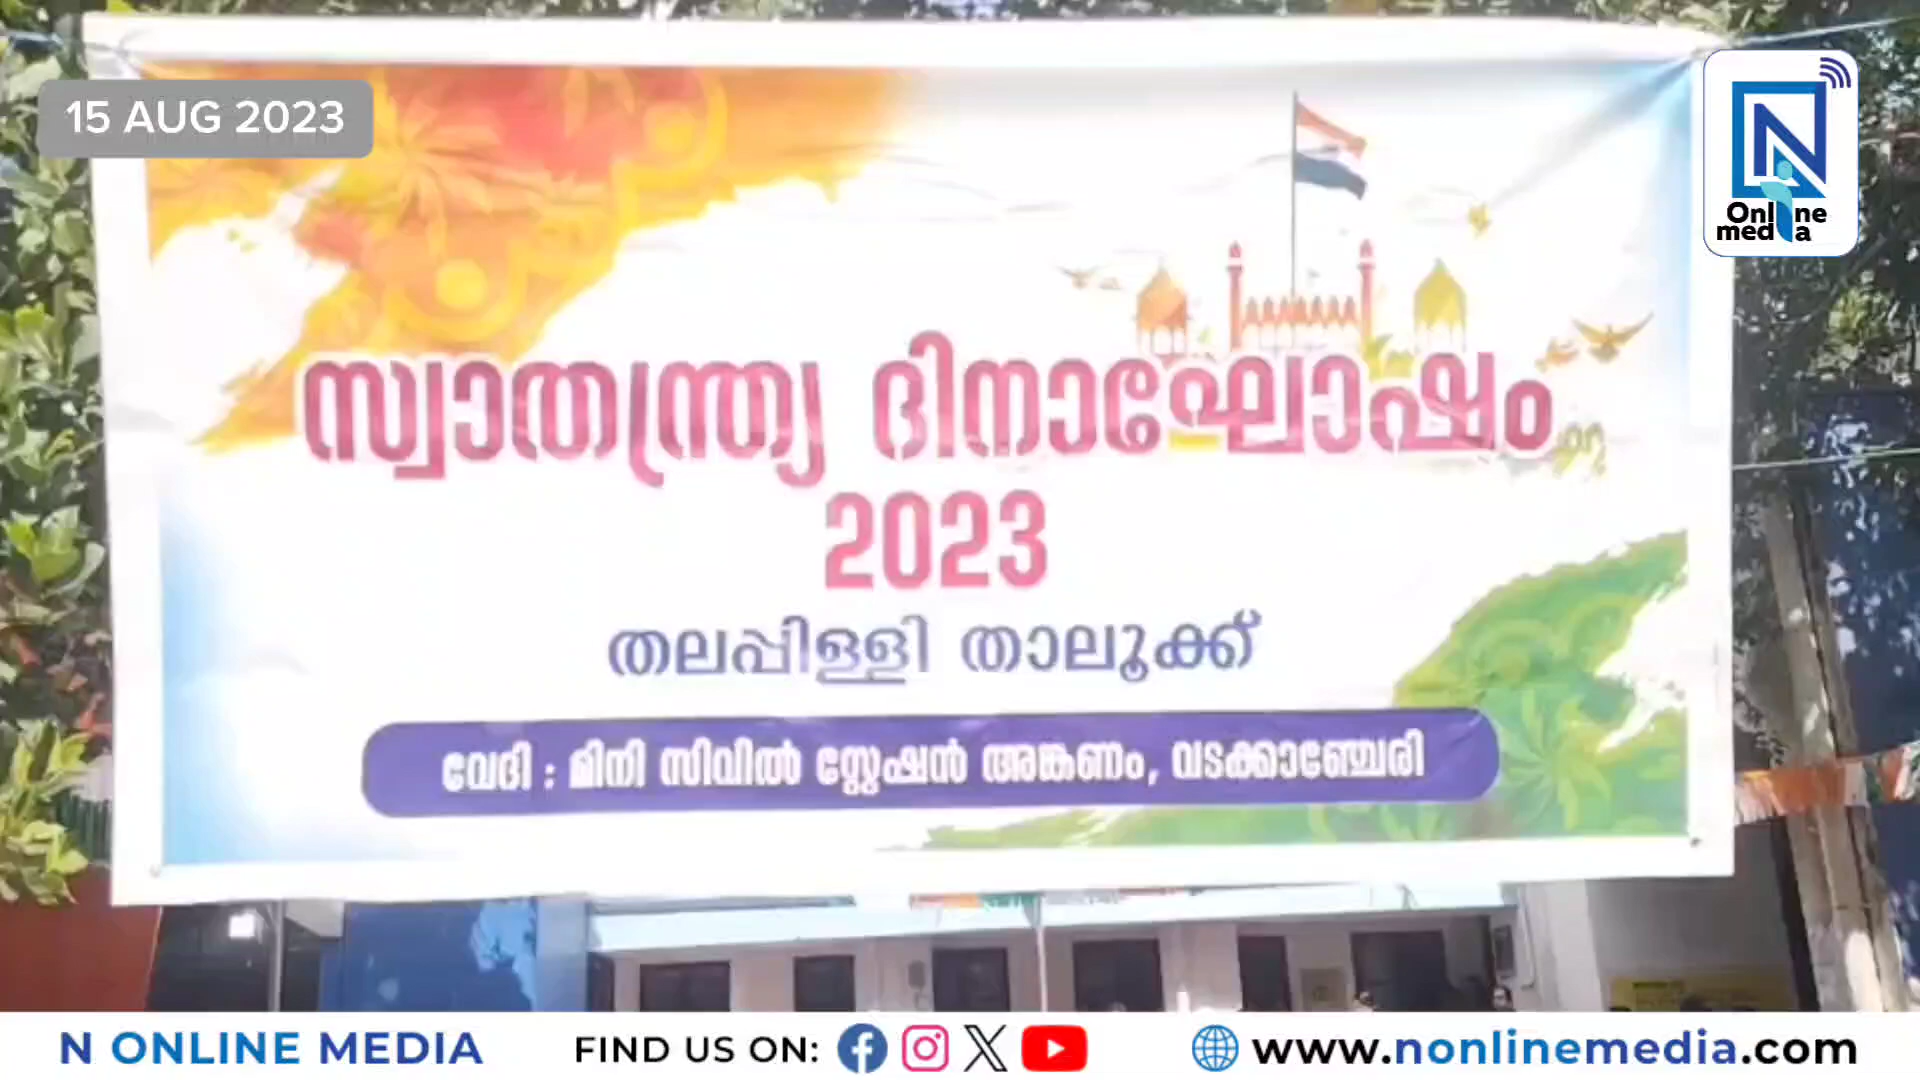 15 AUG 2023
N
Online
media
സ്വാതന്ത്ര്യ ദിനാഘോഷം
2023
തലപ്പിള്ളി താലൂക്ക്
വേദി : മിനി സിവിൽ സ്റ്റേഷൻ അങ്കണം, വടക്കാഞ്ചേരി
N ONLINE MEDIA FIND US ON: www.nonlinemedia.com